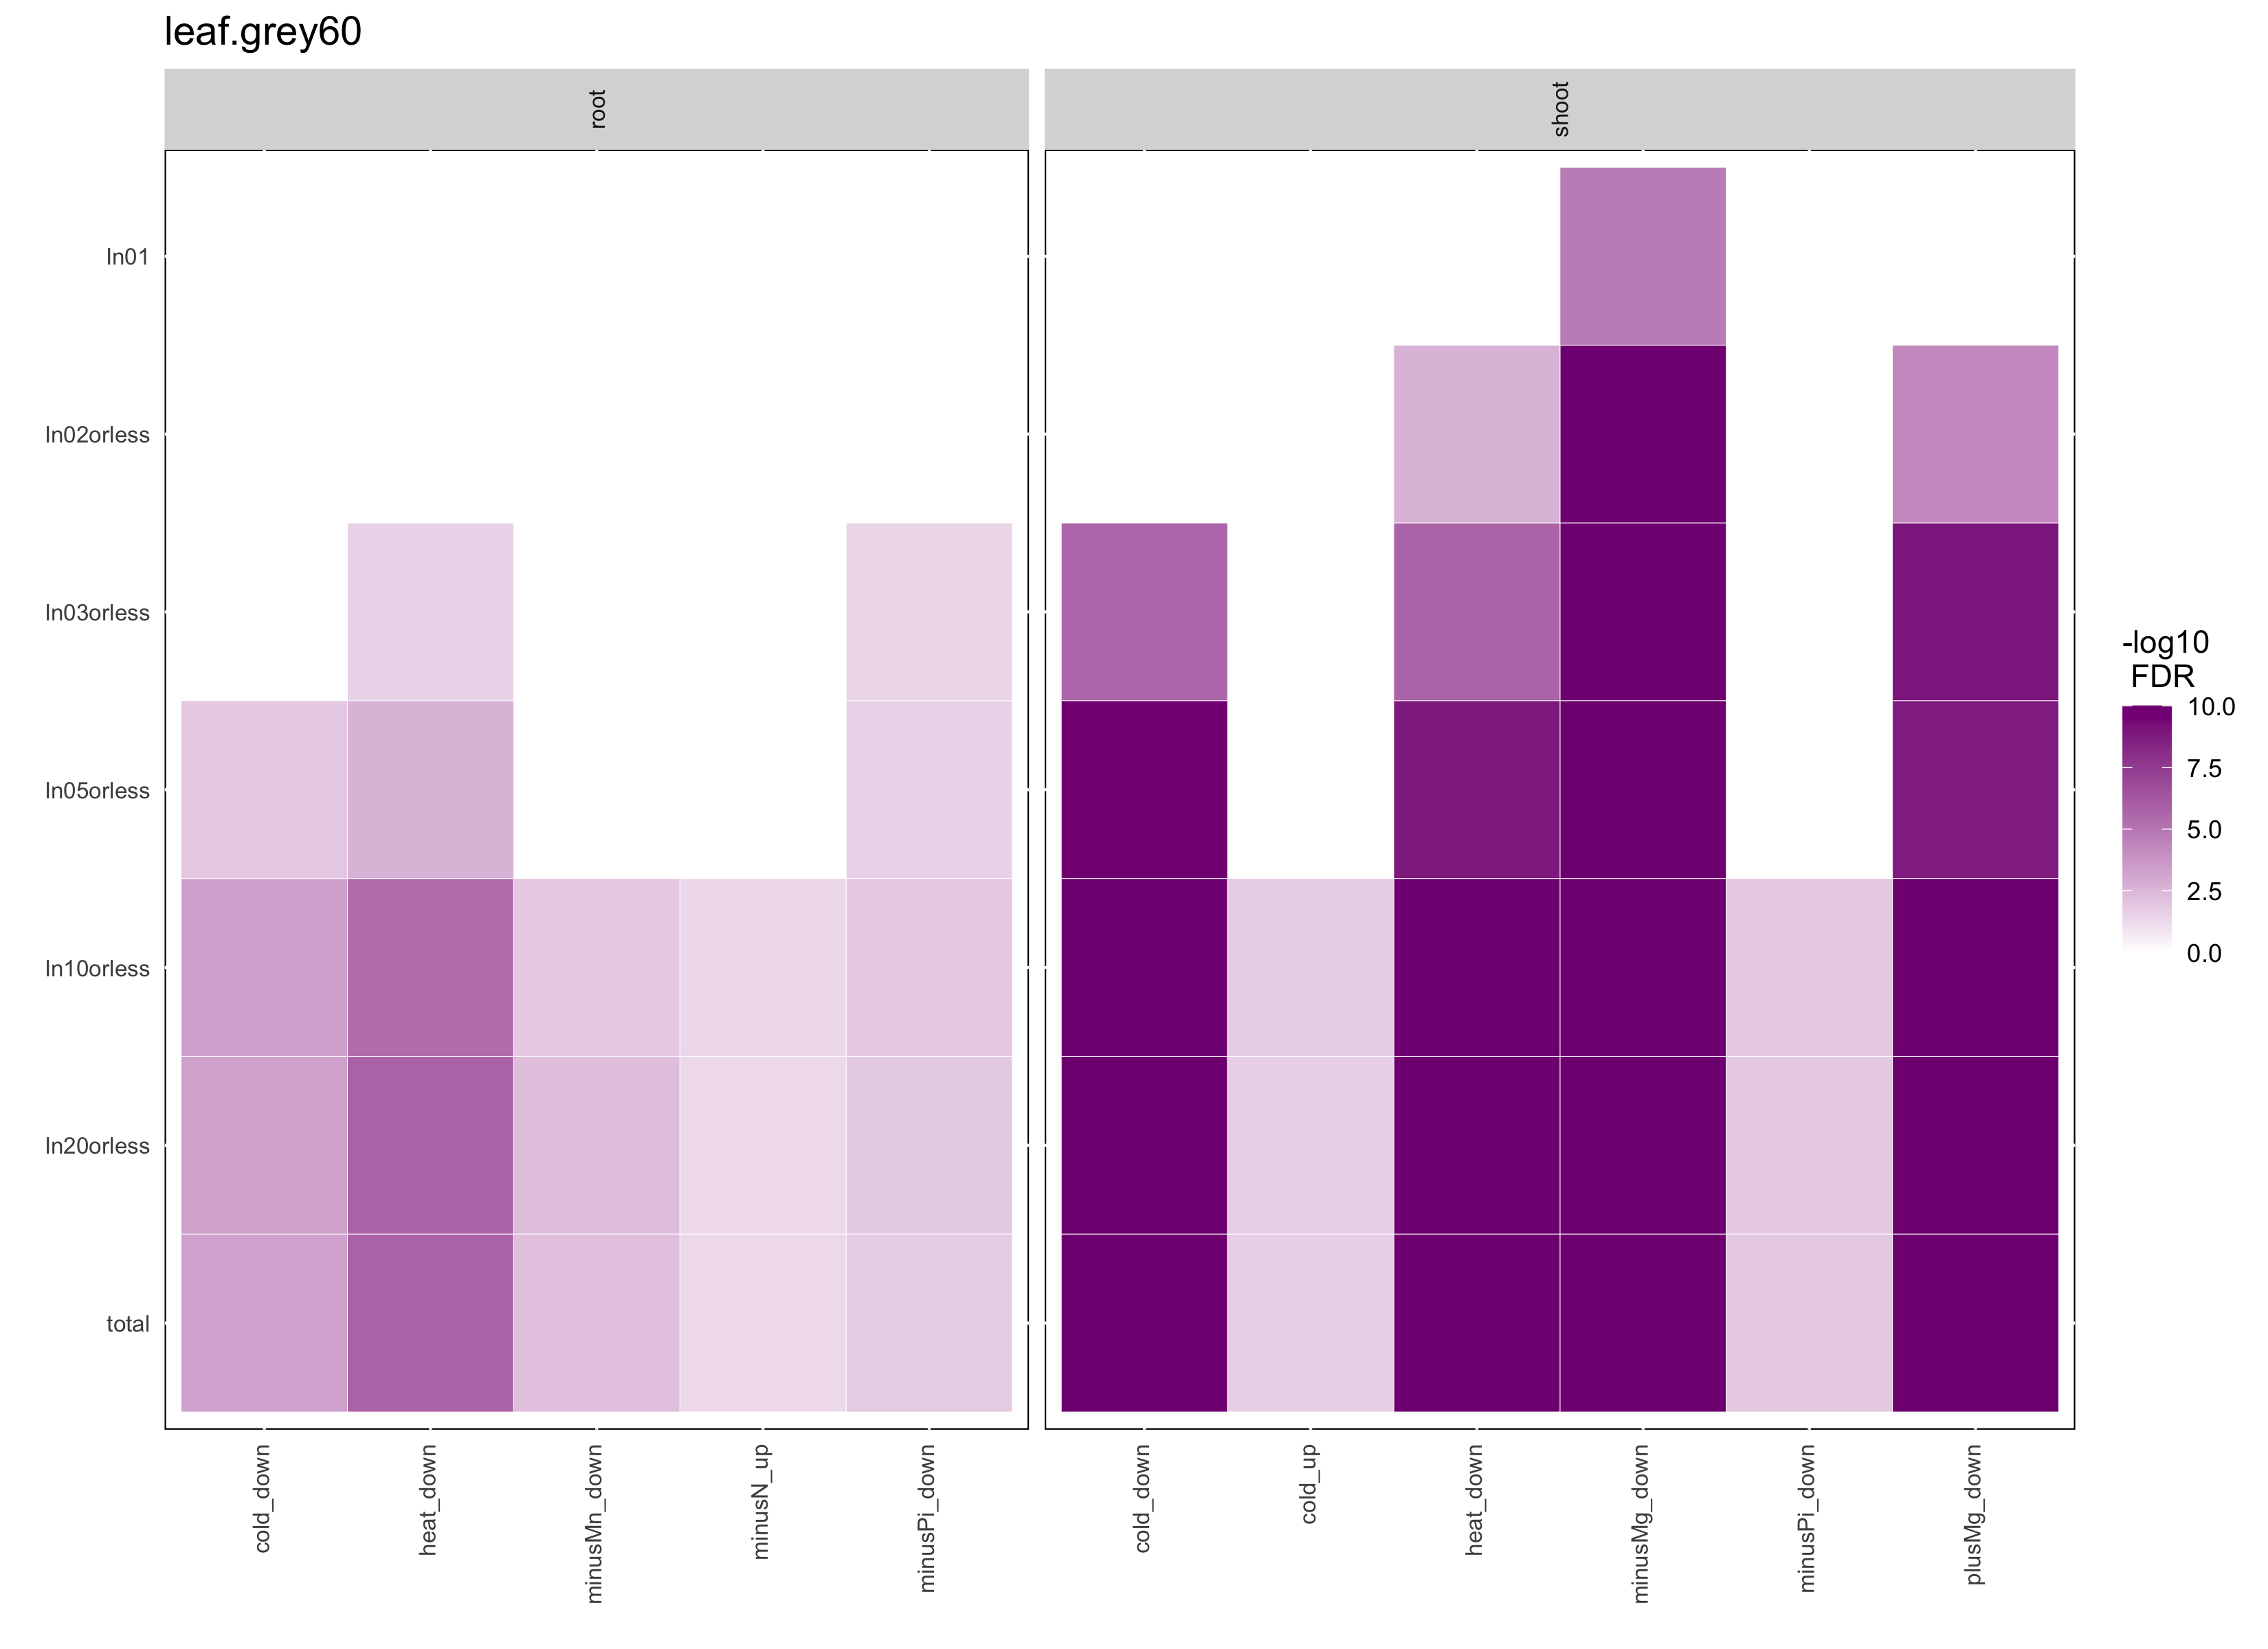 leaf.grey60
root
shoot
In01
In02orless
In03orless
In05orless
In10orless
In20orless
total
cold_down
heat_down
minusMn_down
minusN_up
minusPi_down
cold_down
cold_up
heat_down
minusMg_down
minusPi_down
plusMg_down
-log10
FDR
10.0
7.5
5.0
2.5
0.0